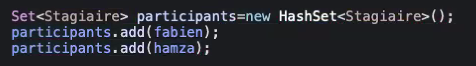 Set<Stagiaire> participants=new HashSet<Stagiaire>();
participants.add(fabien);
participants.add(hamza);